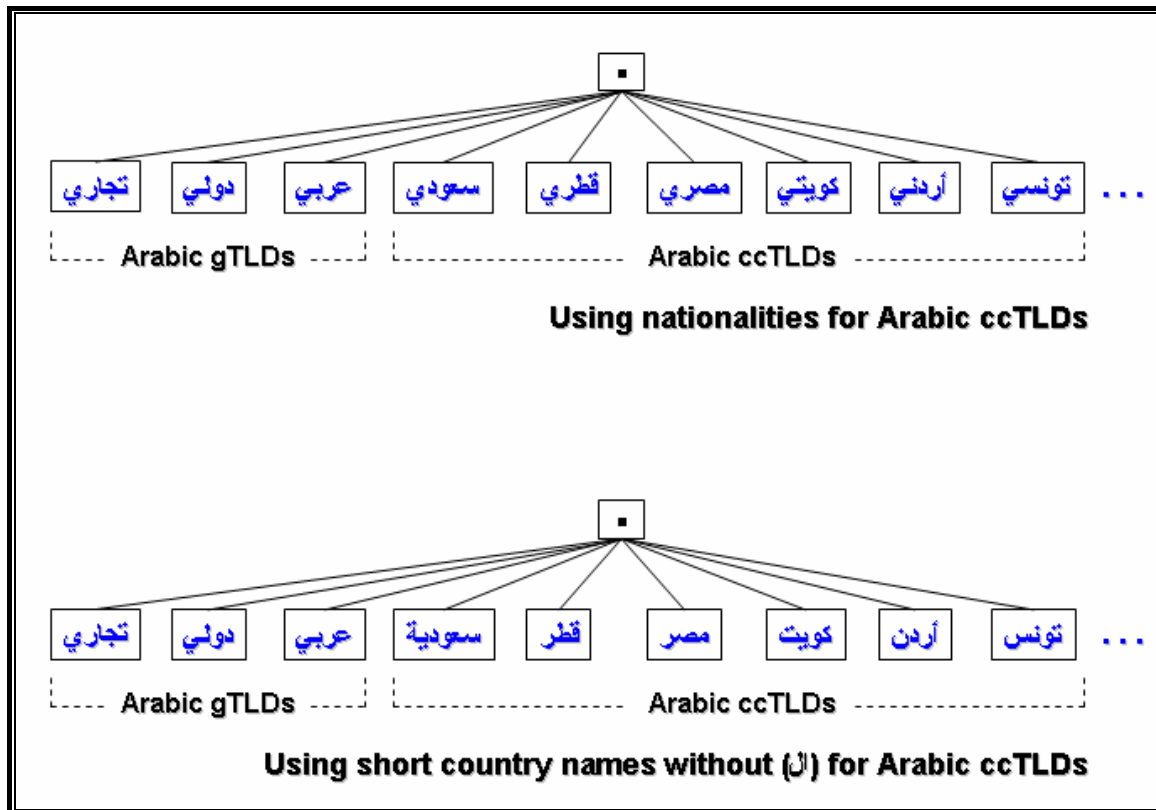 .
تجاري دولي عربي سعودي قطري مصري كويتي أردني تونسي ...
Arabic gTLDs Arabic ccTLDs
Using nationalities for Arabic ccTLDs
.
تجاري دولي عربي سعودية قطر مصر كويت أردن تونس ...
Arabic gTLDs Arabic ccTLDs
Using short country names without (ال) for Arabic ccTLDs